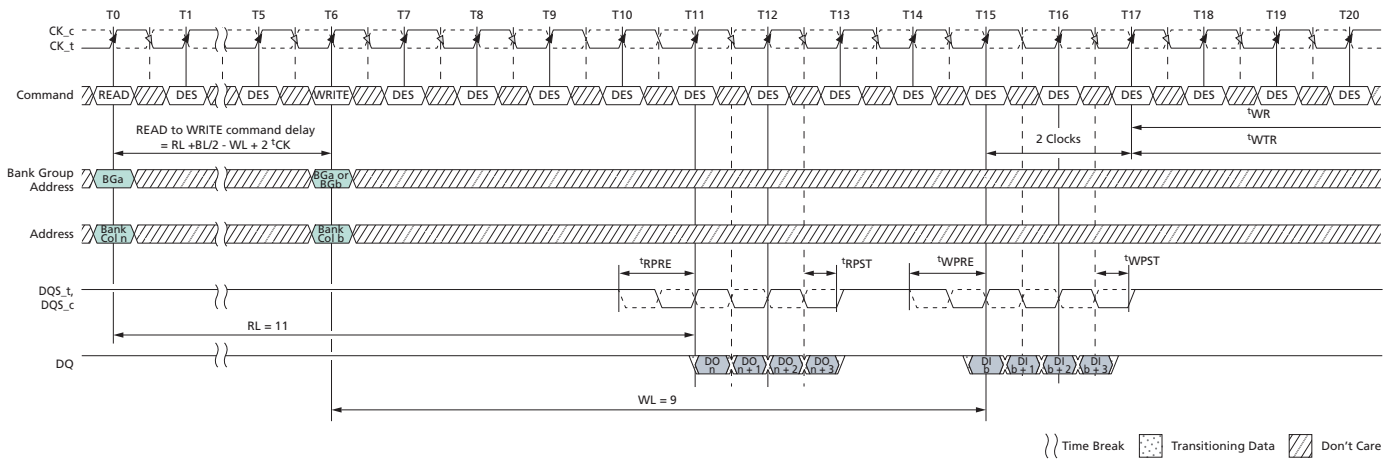 T0 T1 T5 T6 T7 T8 T9 T10 T11 T12 T13 T14 T15 T16 T17 T18 T19 T20
CK_c
CK_t
Command READ DES DES WRITE DES DES DES DES DES DES DES DES DES DES DES DES DES DES
tWR
READ to WRITE command delay
= RL +BL/2 - WL + 2 tCK
2 Clocks
tWTR
Bank Group
Address
BGa
BGa or
BGb
Address
Bank
Col n
Bank
Col b
tRPRE tRPST tWPRE tWPST
DQS_t,
DQS_c
RL = 11
DQ
DO
n
DO
n + 1
DO
n + 2
DO
n + 3
DI
b
DI
b + 1
DI
b + 2
DI
b + 3
WL = 9
Time Break Transitioning Data Don't Care